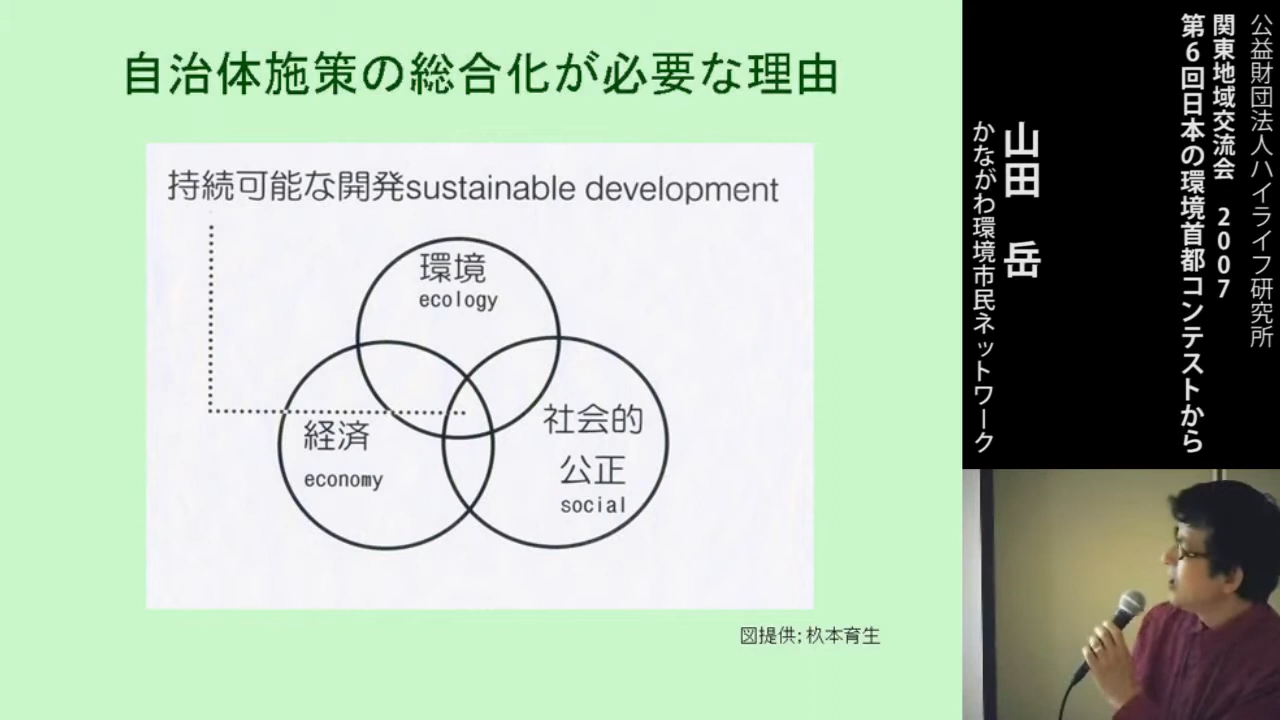 自治体施策の総合化が必要な理由
持続可能な開発sustainable development
環境
ecology
経済
economy
社会的
公正
social
図提供;杦本育生
公益財団法人ハイライフ研究所
関東地域交流会 2007
第6回日本の環境首都コンテストから
山田 岳
かながわ環境市民ネットワーク